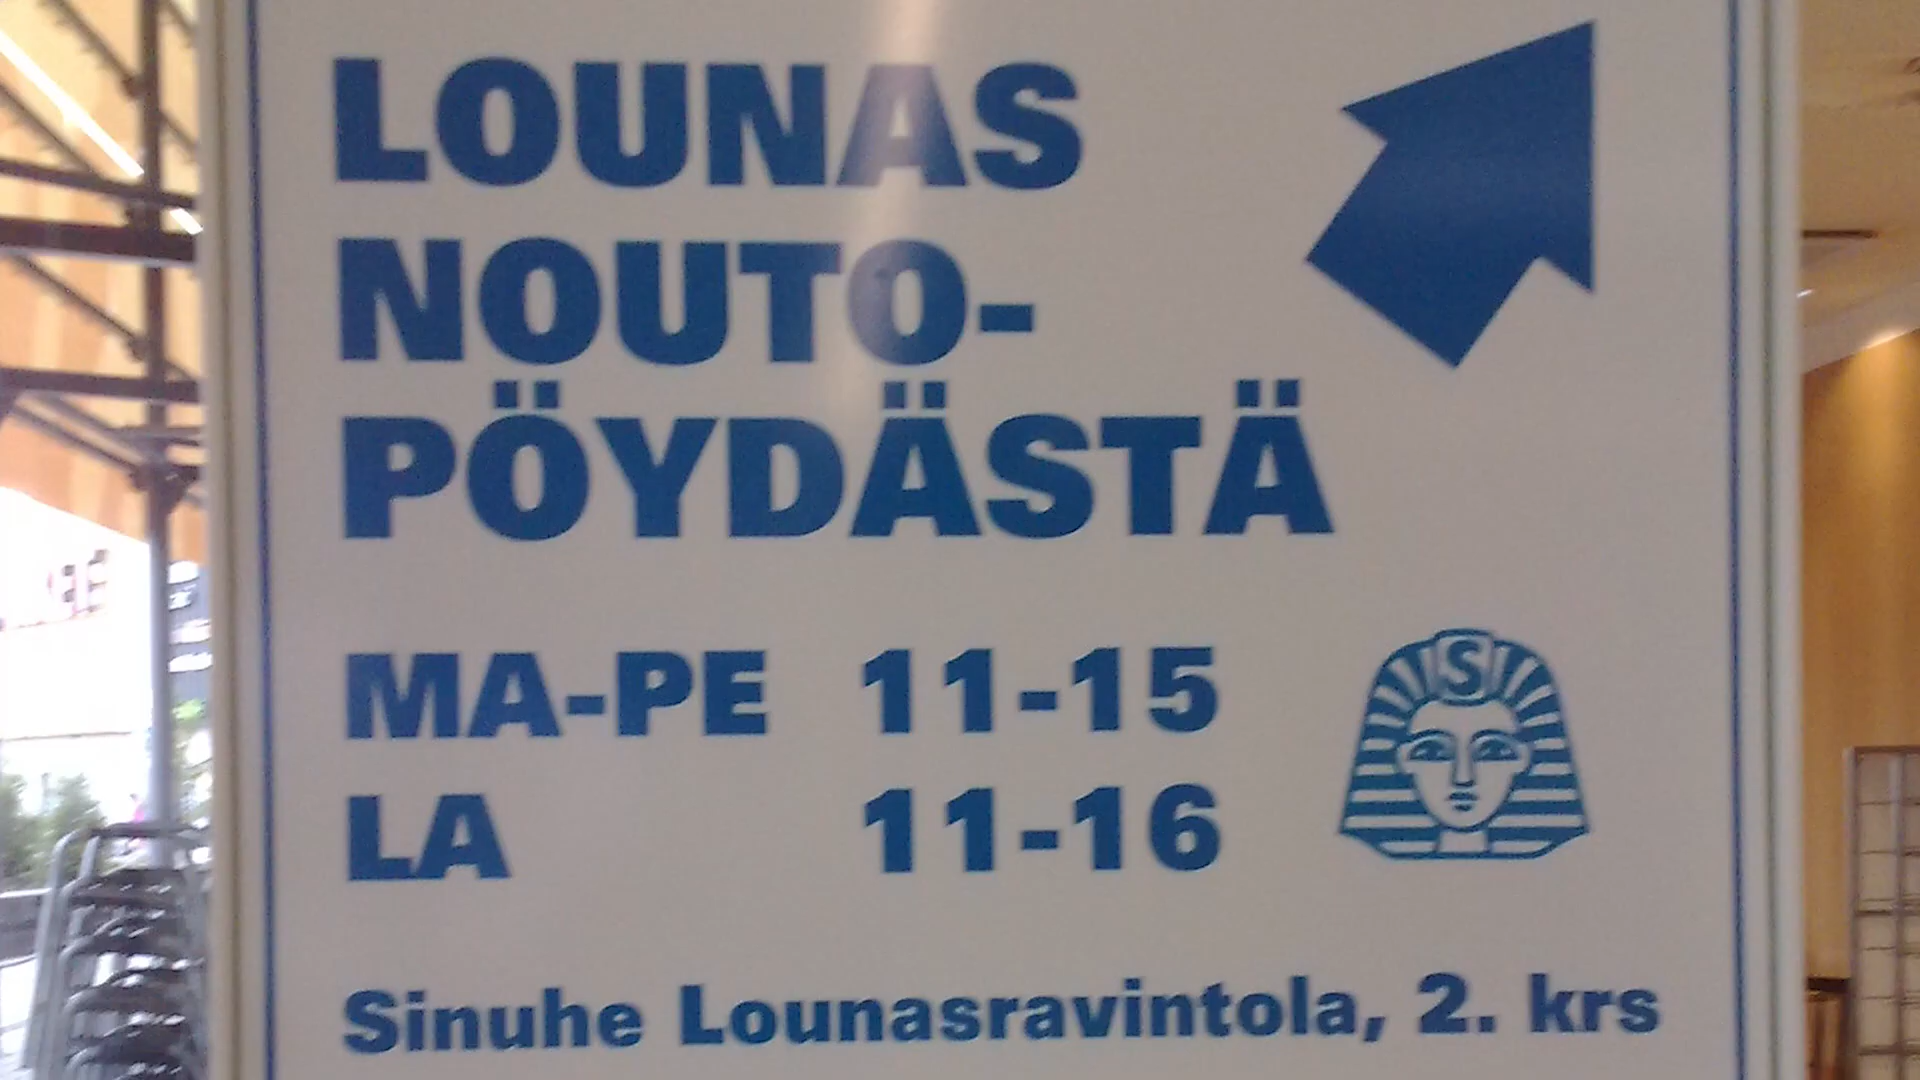 LOUNAS
NOUTO-
PÖYDÄSTÄ
MA-PE 11-15
LA 11-16
S
Sinuhe Lounasravintola, 2. krs